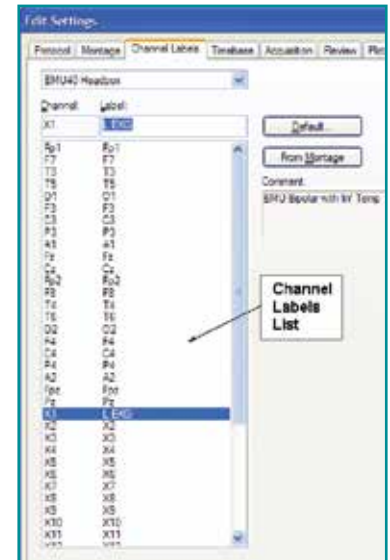 Edit Settings
Protocol Montage Channel Labels Timebase Acquisition Review
EMU40 Headbox
Channel: Label:
X1 L EKG
Default...
From Montage
Comment:
EMU Bipolar with Inf Temp
Fp1 Fp1
F7 F7
T3 T3
T5 T5
O1 O1
F3 F3
C3 C3
P3 P3
A1 A1
Fz Fz
Cz Cz
Fp2 Fp2
F8 F8
T4 T4
T6 T6
O2 O2
F4 F4
C4 C4
P4 P4
A2 A2
Fpz Fpz
Pz Pz
X1 L EKG
X2 X2
X3 X3
X4 X4
X5 X5
X6 X6
X7 X7
X8 X8
X9 X9
X10 X10
X11 X11
Channel
Labels
List